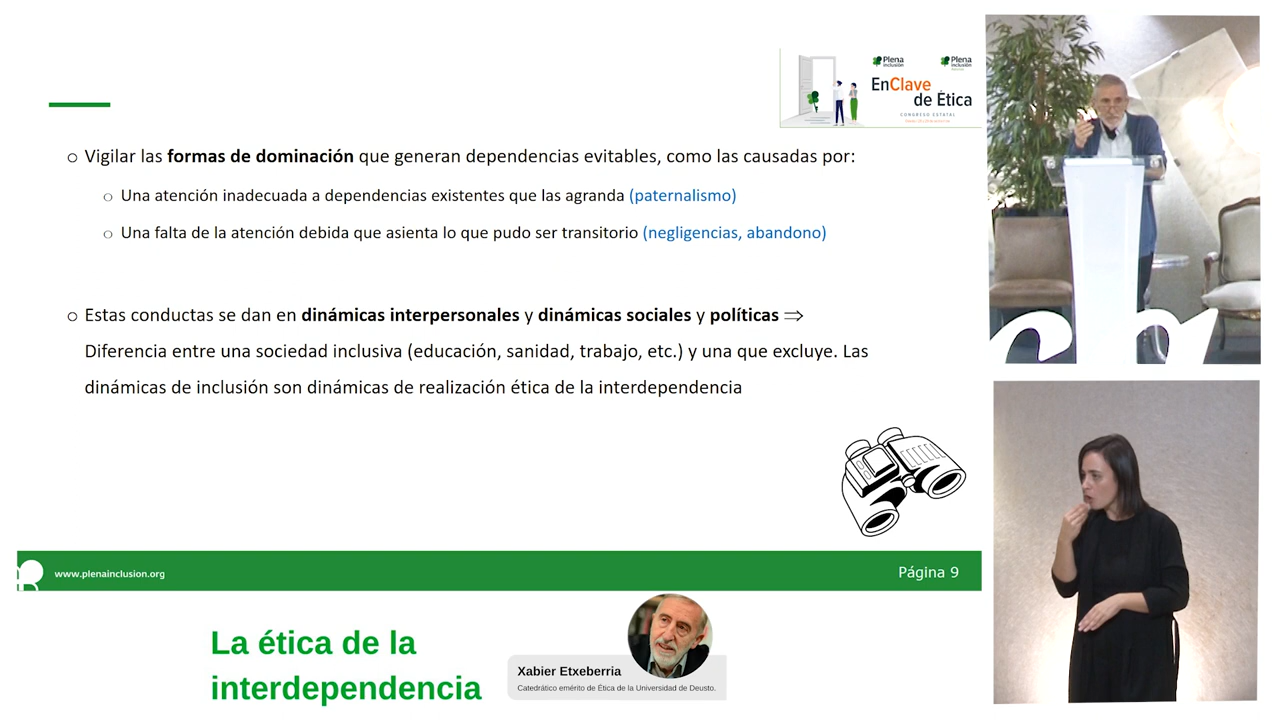 Plena
inclusión
Plena
inclusión
EnClave
de Ética
CONGRESO ESTATAL
o Vigilar las formas de dominación que generan dependencias evitables, como las causadas por:
o Una atención inadecuada a dependencias existentes que las agranda (paternalismo)
o Una falta de la atención debida que asienta lo que pudo ser transitorio (negligencias, abandono)
o Estas conductas se dan en dinámicas interpersonales y dinámicas sociales y políticas ⇒
Diferencia entre una sociedad inclusiva (educación, sanidad, trabajo, etc.) y una que excluye. Las
dinámicas de inclusión son dinámicas de realización ética de la interdependencia
www.plenainclusion.org
Página 9
La ética de la
interdependencia
Xabier Etxeberria
Catedrático emérito de Ética de la Universidad de Deusto.